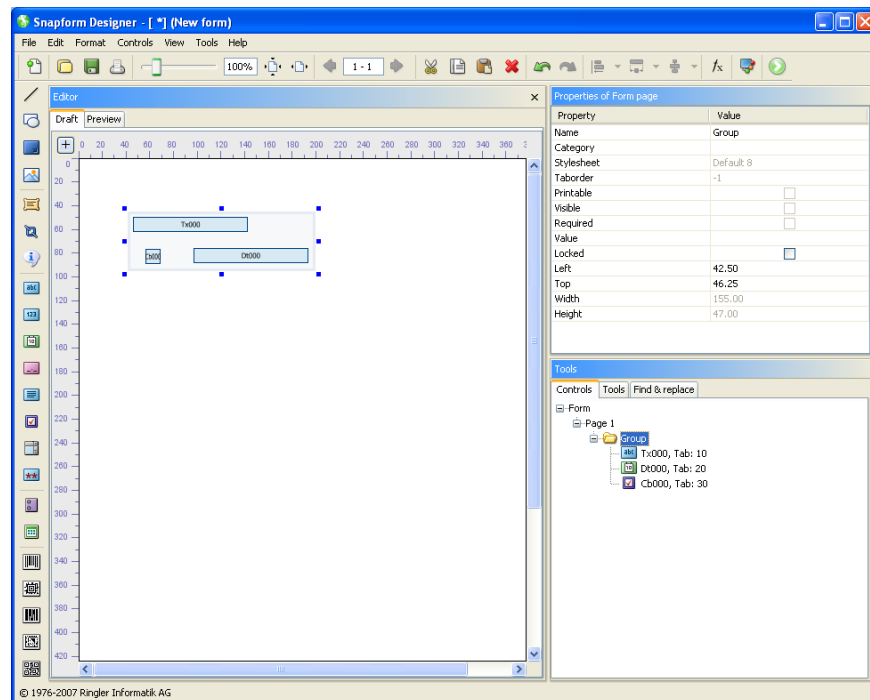 Snapform Designer - [ *] (New form)
File Edit Format Controls View Tools Help
100% 1 - 1 fx
Editor
Draft Preview
0 20 40 60 80 100 120 140 160 180 200 220 240 260 280 300 320 340 360 3
0
20
40
60
80
100
120
140
160
180
200
220
240
260
280
300
320
340
360
380
400
420
Tx000
Cb000
Dt000
abc
123
Properties of Form page
Property Value
Name Group
Category
Stylesheet Default 8
Taborder -1
Printable
Visible
Required
Value
Locked
Left 42.50
Top 46.25
Width 155.00
Height 47.00
Tools
Controls Tools Find & replace
Form
Page 1
Group
abc Tx000, Tab: 10
Dt000, Tab: 20
Cb000, Tab: 30
© 1976-2007 Ringler Informatik AG